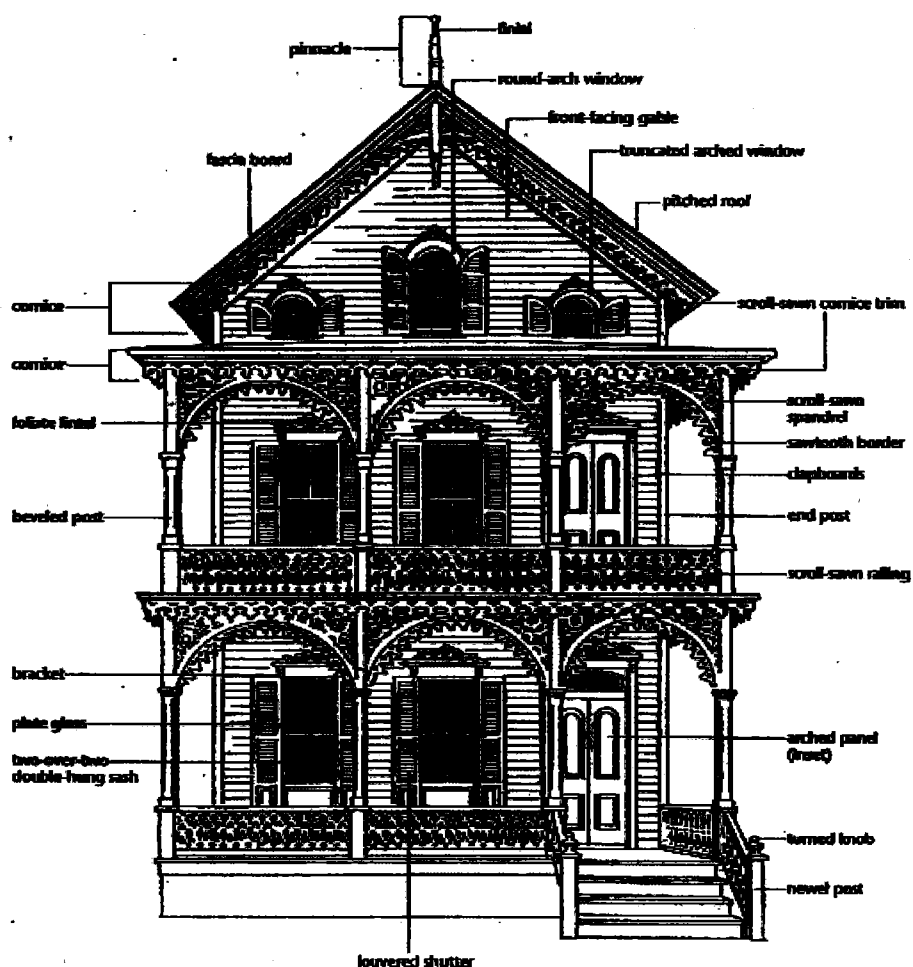 finial
pinnacle
round-arch window
front-facing gable
truncated arched window
fascia board
pitched roof
cornice
scroll-sawn cornice trim
cornice
scroll-sawn
spandrel
foliate lintel
sawtooth border
clapboards
beveled post
end post
scroll-sawn railing
bracket
plate glass
arched panel
(inset)
two-over-two
double-hung sash
turned knob
newel post
louvered shutter